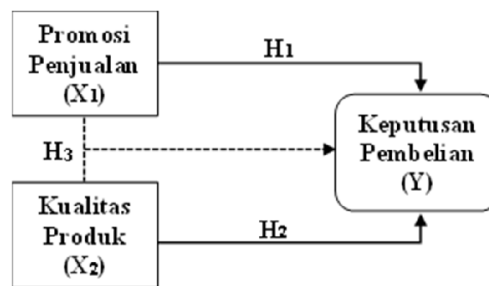 Promosi
Penjualan
(X1)
H1
Keputusan
Pembelian
(Y)
H3
Kualitas
Produk
(X2)
H2